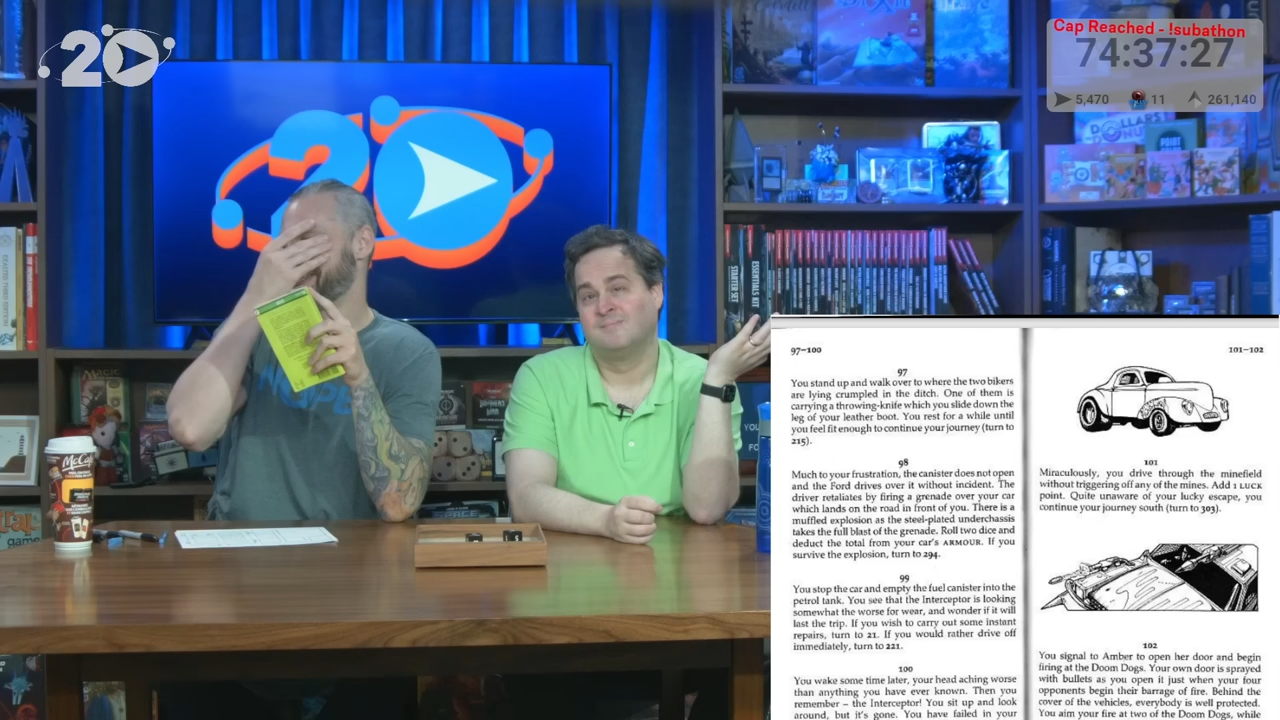 20
Cap Reached - !subathon
74:37:27
5,470 11 261,140
20
DOLLARS
STARTER SET
ESSENTIALS KIT
Magic
HOPE
McCafé
SPACE
97–100
97
You stand up and walk over to where the two bikers
are lying crumpled in the ditch. One of them is
carrying a throwing-knife which you slide down the
leg of your leather boot. You rest for a while until
you feel fit enough to continue your journey (turn to
215).
98
Much to your frustration, the canister does not open
and the Ford drives over it without incident. The
driver retaliates by firing a grenade over your car
which lands on the road in front of you. There is a
muffled explosion as the steel-plated underchassis
takes the full blast of the grenade. Roll two dice and
deduct the total from your car's ARMOUR. If you
survive the explosion, turn to 294.
99
You stop the car and empty the fuel canister into the
petrol tank. You see that the Interceptor is looking
somewhat the worse for wear, and wonder if it will
last the trip. If you wish to carry out some instant
repairs, turn to 21. If you would rather drive off
immediately, turn to 221.
100
You wake some time later, your head aching worse
than anything you have ever known. Then you
remember – the Interceptor! You sit up and look
around, but it's gone. You have failed in your
101–102
101
Miraculously, you drive through the minefield
without triggering off any of the mines. Add 1 LUCK
point. Quite unaware of your lucky escape, you
continue your journey south (turn to 303).
102
You signal to Amber to open her door and begin
firing at the Doom Dogs. Your own door is sprayed
with bullets as you open it just when your four
opponents begin their barrage of fire. Behind the
cover of the vehicles, everybody is well protected.
You aim your fire at two of the Doom Dogs, while